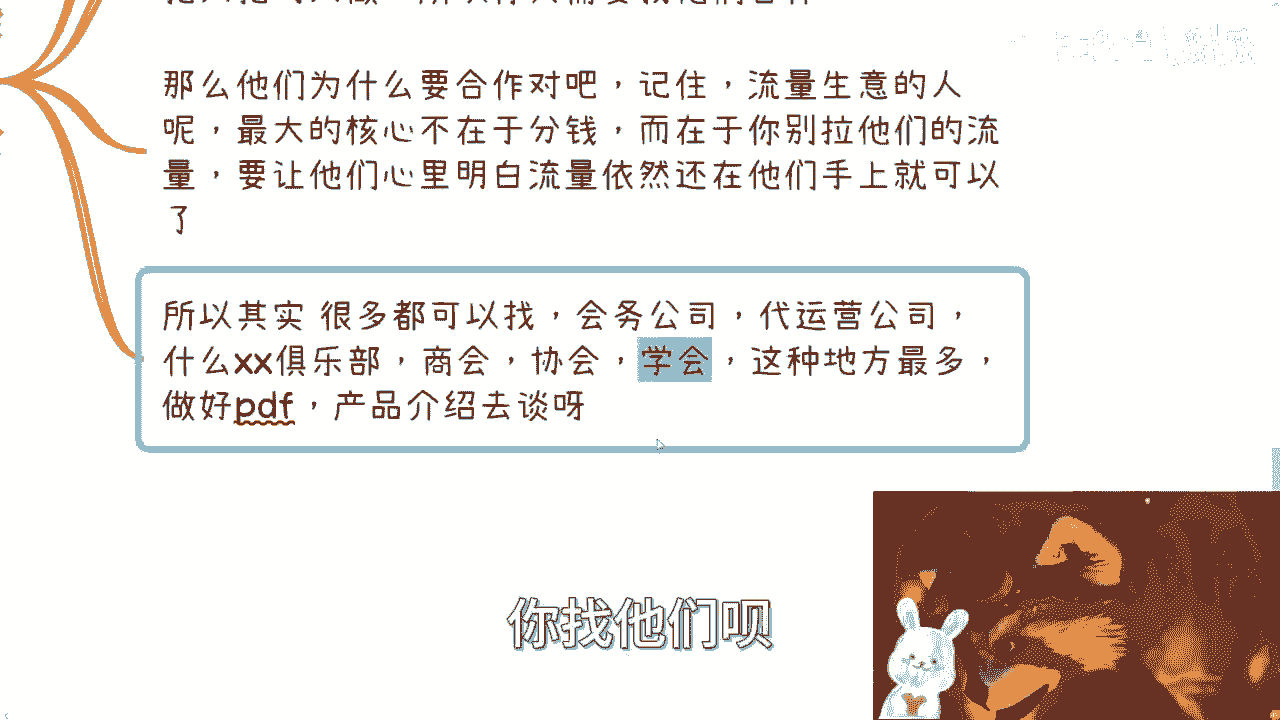 那么他们为什么要合作对吧，记住，流量生意的人
呢，最大的核心不在于分钱，而在于你别拉他们的流
量，要让他们心里明白流量依然还在他们手上就可以
了
所以其实 很多都可以找，会务公司，代运营公司，
什么xx俱乐部，商会，协会，学会，这种地方最多，
做好pdf，产品介绍去谈呀
你找他们呗